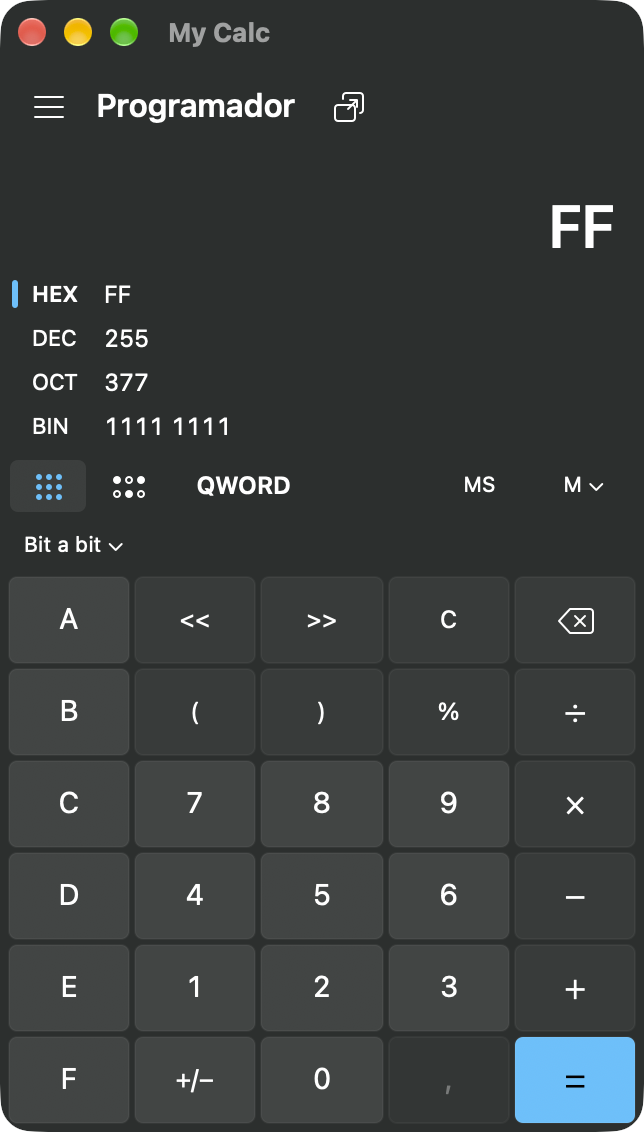 My Calc
Programador
FF
HEX FF
DEC 255
OCT 377
BIN 1111 1111
QWORD MS M
Bit a bit
A << >> C
B ( ) % ÷
C 7 8 9 ×
D 4 5 6 −
E 1 2 3 +
F +/− 0 , =